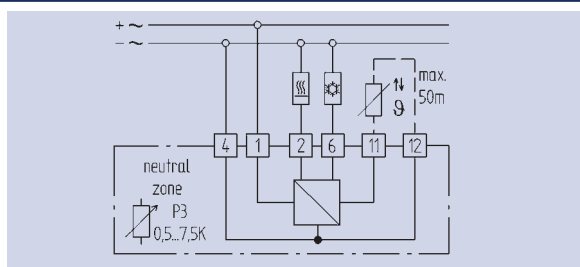 + ~
− ~
max.
50m
ϑ
4 1 2 6 11 12
neutral
zone
P3
0,5...7,5K